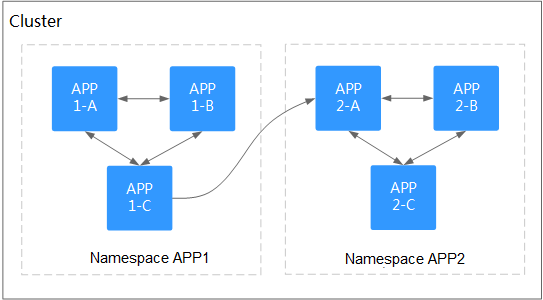 Cluster
APP
1-A
APP
1-B
APP
1-C
Namespace APP1
APP
2-A
APP
2-B
APP
2-C
Namespace APP2